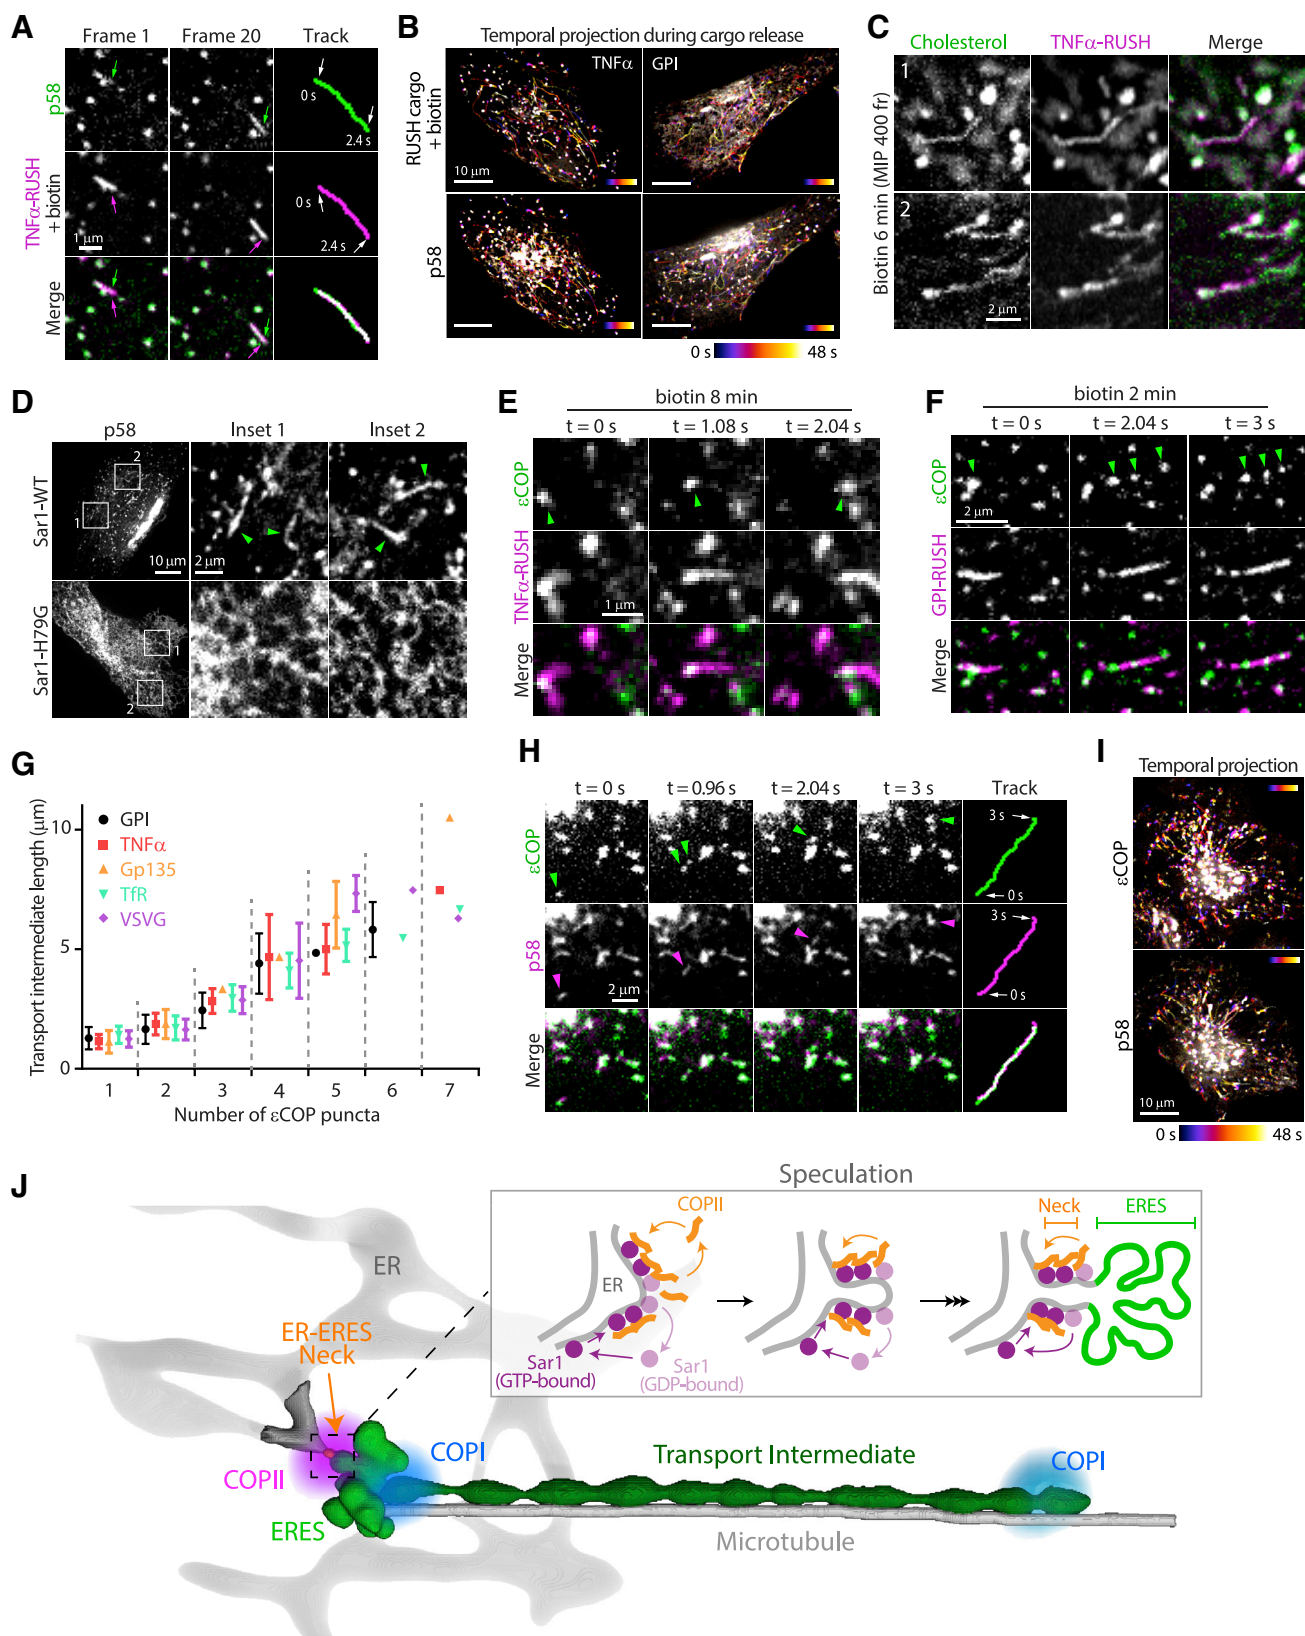 A
Frame 1
Frame 20
Track
p58
0 s
2.4 s
TNFα-RUSH
+ biotin
0 s
2.4 s
1 µm
Merge
B
Temporal projection during cargo release
TNFα
GPI
RUSH cargo
+ biotin
10 µm
p58
0 s
48 s
C
Cholesterol
TNFα-RUSH
Merge
Biotin 6 min (MIP 400 fr)
1
2
2 µm
D
p58
Inset 1
Inset 2
Sar1-WT
2
1
10 µm
2 µm
Sar1-H79G
1
2
E
biotin 8 min
t = 0 s
t = 1.08 s
t = 2.04 s
εCOP
TNFα-RUSH
1 µm
Merge
F
biotin 2 min
t = 0 s
t = 2.04 s
t = 3 s
εCOP
2 µm
GPI-RUSH
Merge
G
Transport intermediate length (µm)
10
5
0
GPI
TNFα
Gp135
TfR
VSVG
1
2
3
4
5
6
7
Number of εCOP puncta
H
t = 0 s
t = 0.96 s
t = 2.04 s
t = 3 s
Track
εCOP
3 s
0 s
p58
2 µm
3 s
0 s
Merge
I
Temporal projection
εCOP
p58
10 µm
0 s
48 s
J
Speculation
COPII
Neck
ERES
ER
Sar1
(GTP-bound)
Sar1
(GDP-bound)
ER
ER-ERES
Neck
COPII
COPI
Transport Intermediate
COPI
ERES
Microtubule